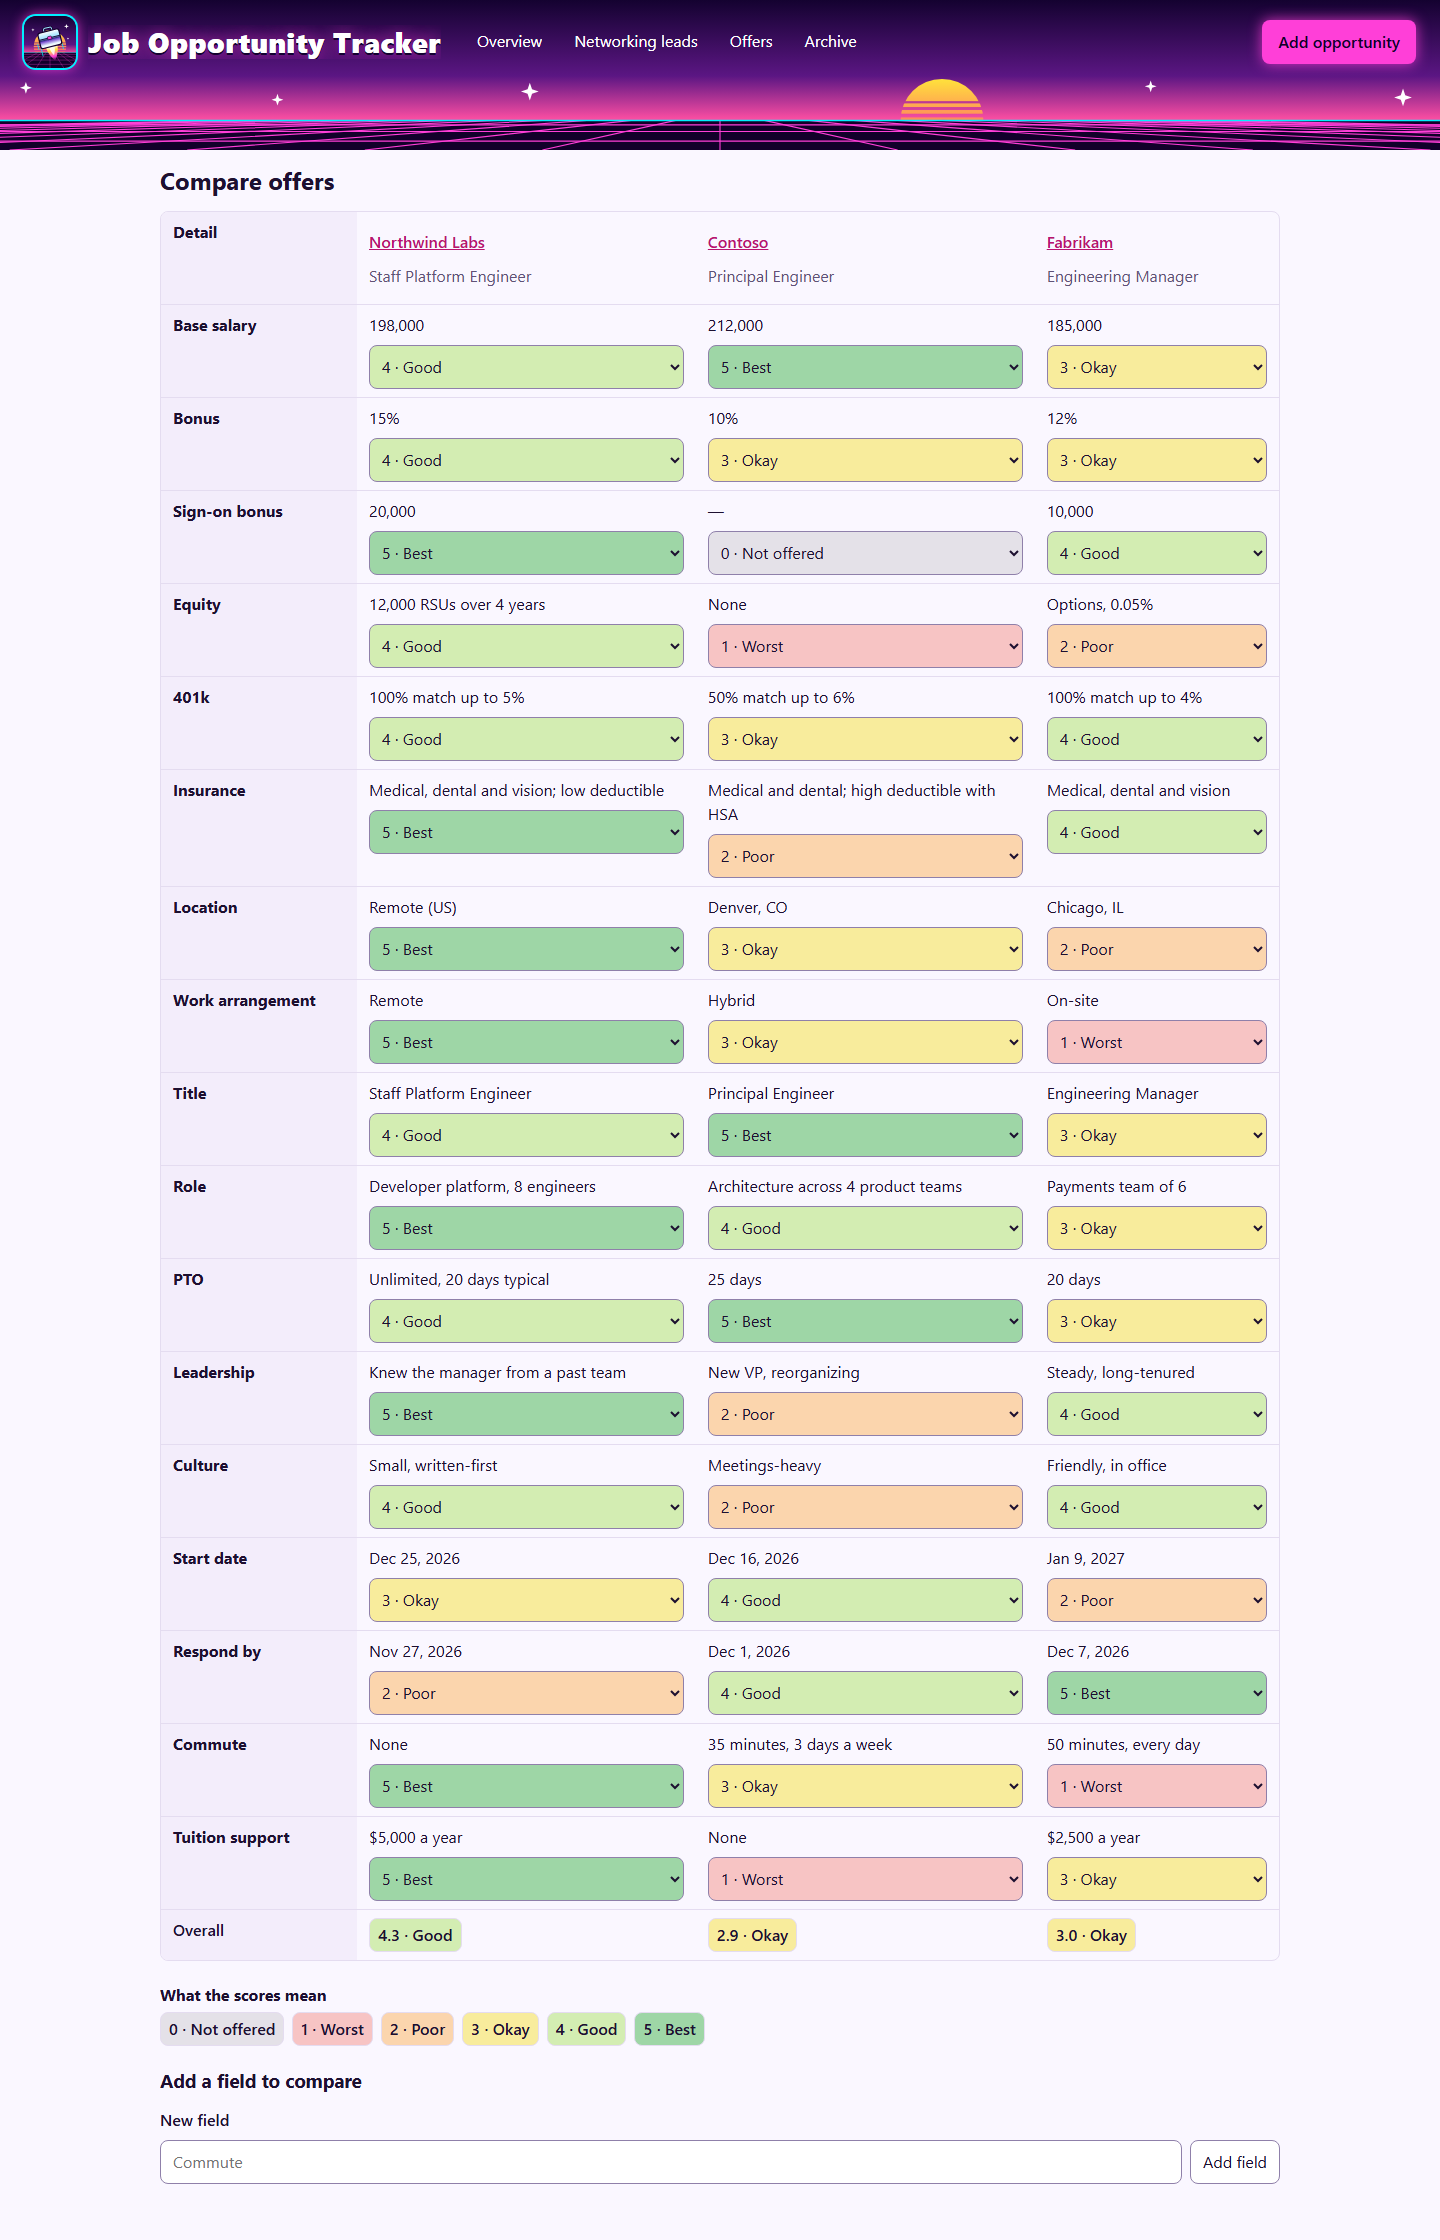 Job Opportunity Tracker
Overview
Networking leads
Offers
Archive
Add opportunity
Compare offers
Detail
Northwind Labs
Contoso
Fabrikam
Staff Platform Engineer
Principal Engineer
Engineering Manager
Base salary
198,000
212,000
185,000
4 · Good
5 · Best
3 · Okay
Bonus
15%
10%
12%
4 · Good
3 · Okay
3 · Okay
Sign-on bonus
20,000
—
10,000
5 · Best
0 · Not offered
4 · Good
Equity
12,000 RSUs over 4 years
None
Options, 0.05%
4 · Good
1 · Worst
2 · Poor
401k
100% match up to 5%
50% match up to 6%
100% match up to 4%
4 · Good
3 · Okay
4 · Good
Insurance
Medical, dental and vision; low deductible
Medical and dental; high deductible with
HSA
Medical, dental and vision
5 · Best
2 · Poor
4 · Good
Location
Remote (US)
Denver, CO
Chicago, IL
5 · Best
3 · Okay
2 · Poor
Work arrangement
Remote
Hybrid
On-site
5 · Best
3 · Okay
1 · Worst
Title
Staff Platform Engineer
Principal Engineer
Engineering Manager
4 · Good
5 · Best
3 · Okay
Role
Developer platform, 8 engineers
Architecture across 4 product teams
Payments team of 6
5 · Best
4 · Good
3 · Okay
PTO
Unlimited, 20 days typical
25 days
20 days
4 · Good
5 · Best
3 · Okay
Leadership
Knew the manager from a past team
New VP, reorganizing
Steady, long-tenured
5 · Best
2 · Poor
4 · Good
Culture
Small, written-first
Meetings-heavy
Friendly, in office
4 · Good
2 · Poor
4 · Good
Start date
Dec 25, 2026
Dec 16, 2026
Jan 9, 2027
3 · Okay
4 · Good
2 · Poor
Respond by
Nov 27, 2026
Dec 1, 2026
Dec 7, 2026
2 · Poor
4 · Good
5 · Best
Commute
None
35 minutes, 3 days a week
50 minutes, every day
5 · Best
3 · Okay
1 · Worst
Tuition support
$5,000 a year
None
$2,500 a year
5 · Best
1 · Worst
3 · Okay
Overall
4.3 · Good
2.9 · Okay
3.0 · Okay
What the scores mean
0 · Not offered
1 · Worst
2 · Poor
3 · Okay
4 · Good
5 · Best
Add a field to compare
New field
Commute
Add field